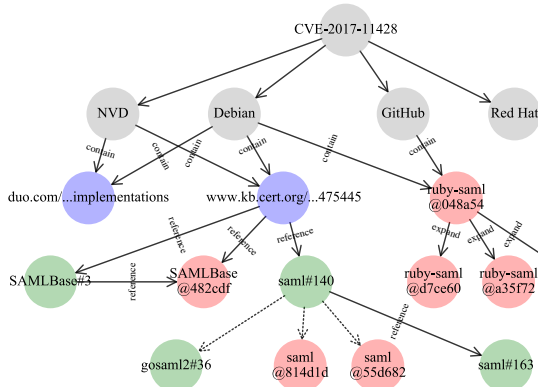 CVE-2017-11428
NVD
Debian
GitHub
Red Hat
contain
contain
contain
contain
contain
contain
duo.com/...implementations
www.kb.cert.org/...475445
ruby-saml
@048a54
reference
reference
reference
expand
expand
expand
SAMLBase#3
reference
SAMLBase
@482cdf
saml#140
ruby-saml
@d7ce60
ruby-saml
@a35f72
reference
gosaml2#36
saml
@814d1d
saml
@55d682
saml#163